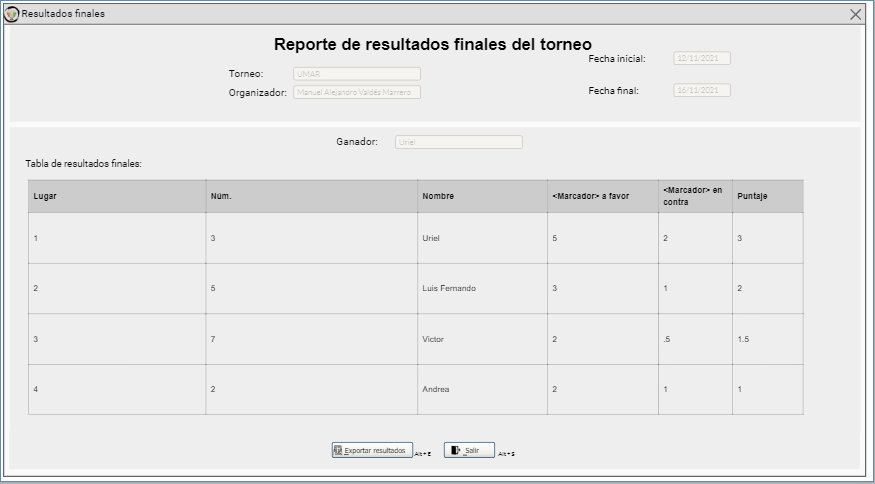 Resultados finales
Reporte de resultados finales del torneo
Fecha inicial: 12/11/2021
Torneo: UMAR
Organizador: Manuel Alejandro Valdés Marrero
Fecha final: 16/11/2021
Ganador: Uriel
Tabla de resultados finales:
Lugar Núm. Nombre <Marcador> a favor <Marcador> en contra Puntaje
1 3 Uriel 5 2 3
2 5 Luis Fernando 3 1 2
3 7 Victor 2 .5 1.5
4 2 Andrea 2 1 1
Exportar resultados Alt + E Salir Alt + S